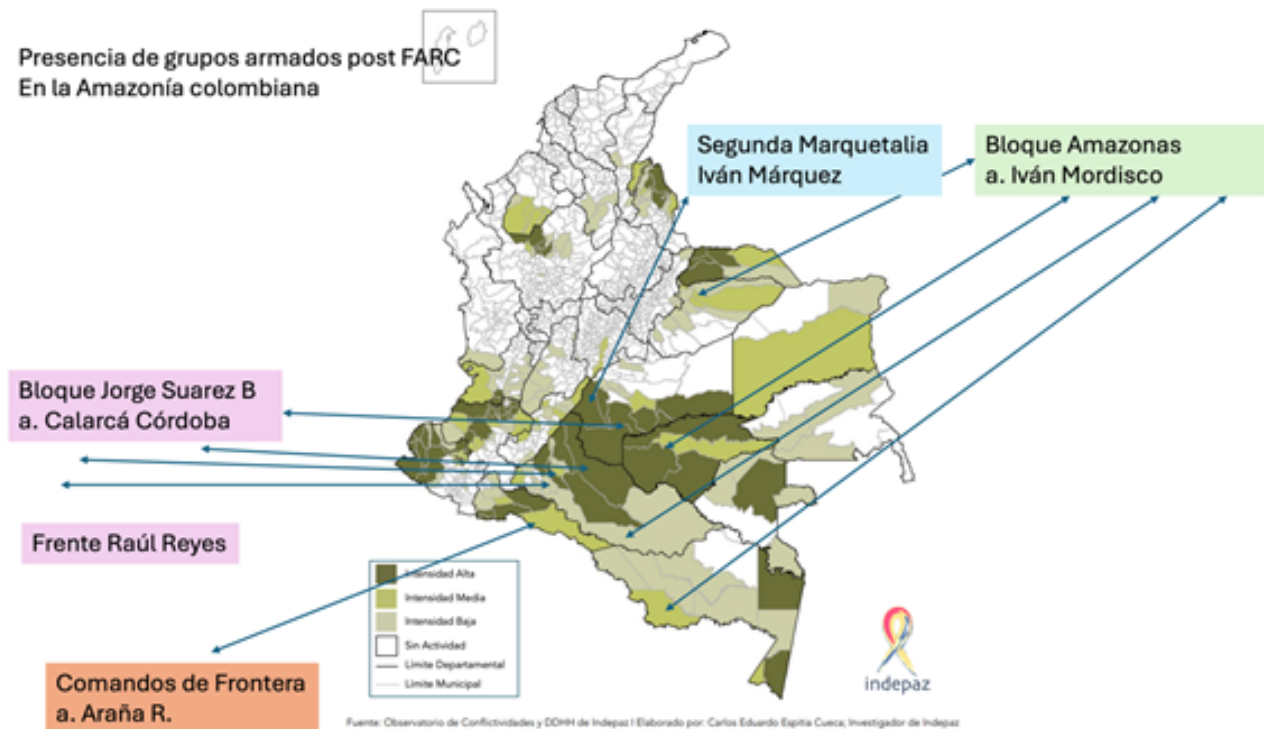 Presencia de grupos armados post FARC
En la Amazonía colombiana
Segunda Marquetalia
Iván Márquez
Bloque Amazonas
a. Iván Mordisco
Bloque Jorge Suarez B
a. Calarcá Córdoba
Frente Raúl Reyes
Comandos de Frontera
a. Araña R.
Intensidad Alta
Intensidad Media
Intensidad Baja
Sin Actividad
Límite Departamental
Límite Municipal
indepaz
Fuente: Observatorio de Conflictividades y DDHH de Indepaz I Elaborado por: Carlos Eduardo Espitia Cueca, Investigador de Indepaz